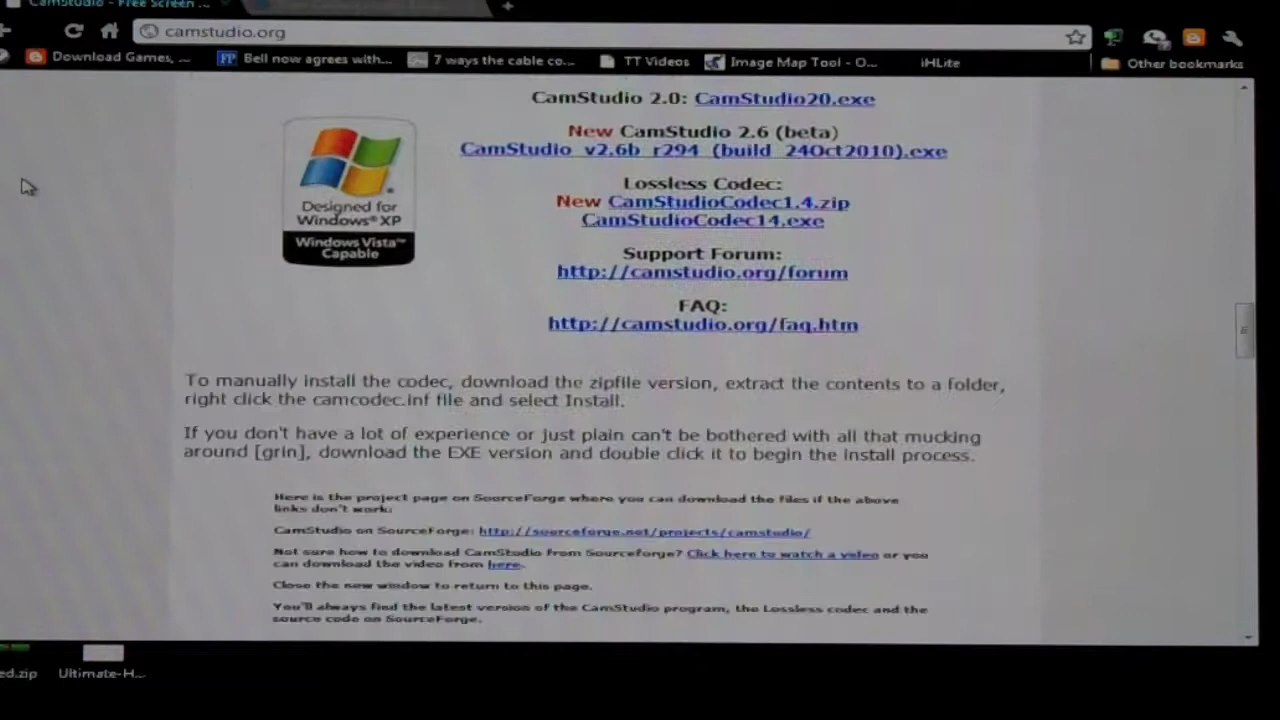 CamStudio - Free Screen ...
camstudio.org
Download Games, ...
Bell now agrees with...
7 ways the cable co...
TT Videos
Image Map Tool - O...
iHLite
Other bookmarks
CamStudio 2.0: CamStudio20.exe
New CamStudio 2.6 (beta)
CamStudio_v2.6b_r294_(build_24Oct2010).exe
Lossless Codec:
New CamStudioCodec1.4.zip
CamStudioCodec14.exe
Support Forum:
http://camstudio.org/forum
FAQ:
http://camstudio.org/faq.htm
Designed for
Windows® XP
Windows Vista™
Capable
To manually install the codec, download the zipfile version, extract the contents to a folder,
right click the camcodec.inf file and select Install.
If you don't have a lot of experience or just plain can't be bothered with all that mucking
around [grin], download the EXE version and double click it to begin the install process.
Here is the project page on SourceForge where you can download the files if the above
links don't work:
CamStudio on SourceForge: http://sourceforge.net/projects/camstudio/
Not sure how to download CamStudio from Sourceforge? Click here to watch a video or you
can download the video from here.
Close the new window to return to this page.
You'll always find the latest version of the CamStudio program, the Lossless codec and the
source code on SourceForge.
ed.zip
Ultimate-H...